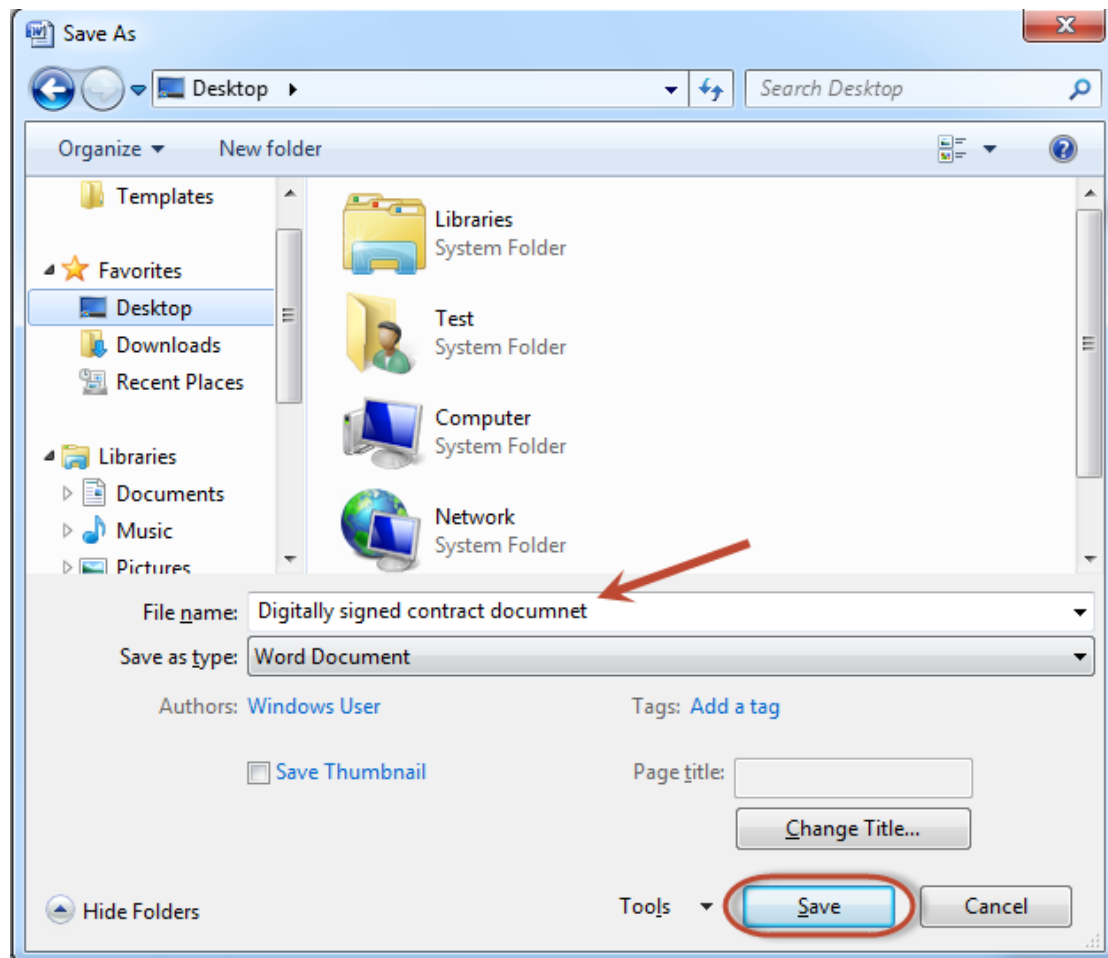 Save As
Desktop
Search Desktop
Organize
New folder
Templates
Favorites
Desktop
Downloads
Recent Places
Libraries
Documents
Music
Pictures
Libraries
System Folder
Test
System Folder
Computer
System Folder
Network
System Folder
File name: Digitally signed contract documnet
Save as type: Word Document
Authors: Windows User
Tags: Add a tag
Save Thumbnail
Page title:
Change Title...
Hide Folders
Tools
Save
Cancel